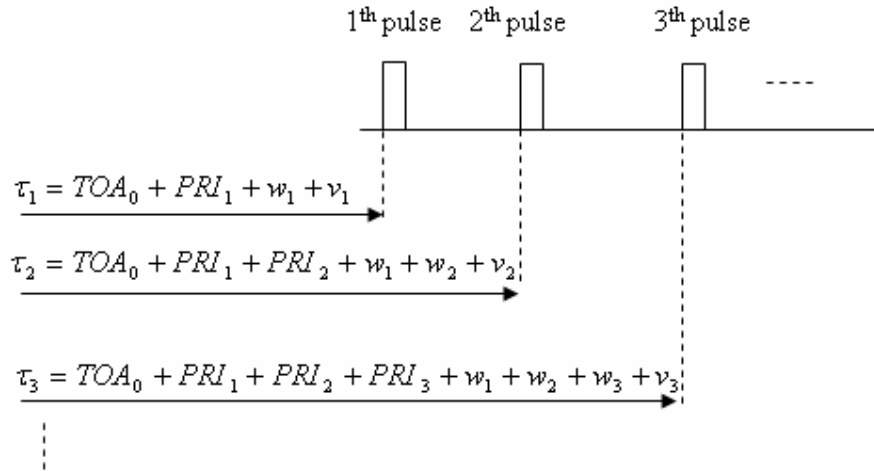 1th pulse 2th pulse 3th pulse
τ1 = TOA0 + PRI1 + w1 + v1
τ2 = TOA0 + PRI1 + PRI2 + w1 + w2 + v2
τ3 = TOA0 + PRI1 + PRI2 + PRI3 + w1 + w2 + w3 + v3